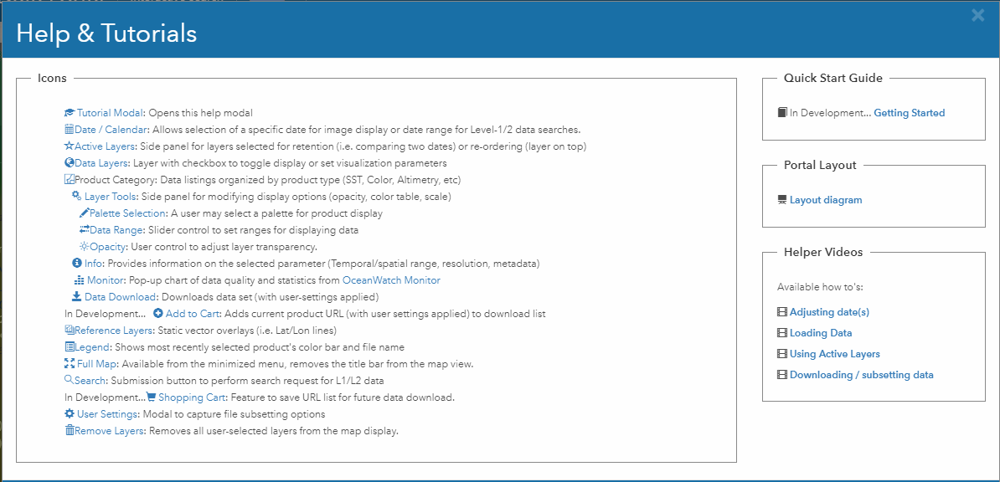 Help & Tutorials
Icons
Tutorial Modal: Opens this help modal
Date / Calendar: Allows selection of a specific date for image display or date range for Level-1/2 data searches.
Active Layers: Side panel for layers selected for retention (i.e. comparing two dates) or re-ordering (layer on top)
Data Layers: Layer with checkbox to toggle display or set visualization parameters
Product Category: Data listings organized by product type (SST, Color, Altimetry, etc)
Layer Tools: Side panel for modifying display options (opacity, color table, scale)
Palette Selection: A user may select a palette for product display
Data Range: Slider control to set ranges for displaying data
Opacity: User control to adjust layer transparency.
Info: Provides information on the selected parameter (Temporal/spatial range, resolution, metadata)
Monitor: Pop-up chart of data quality and statistics from OceanWatch Monitor
Data Download: Downloads data set (with user-settings applied)
In Development... Add to Cart: Adds current product URL (with user settings applied) to download list
Reference Layers: Static vector overlays (i.e. Lat/Lon lines)
Legend: Shows most recently selected product's color bar and file name
Full Map: Available from the minimized menu, removes the title bar from the map view.
Search: Submission button to perform search request for L1/L2 data
In Development... Shopping Cart: Feature to save URL list for future data download.
User Settings: Modal to capture file subsetting options
Remove Layers: Removes all user-selected layers from the map display.
Quick Start Guide
In Development... Getting Started
Portal Layout
Layout diagram
Helper Videos
Available how to's:
Adjusting date(s)
Loading Data
Using Active Layers
Downloading / subsetting data